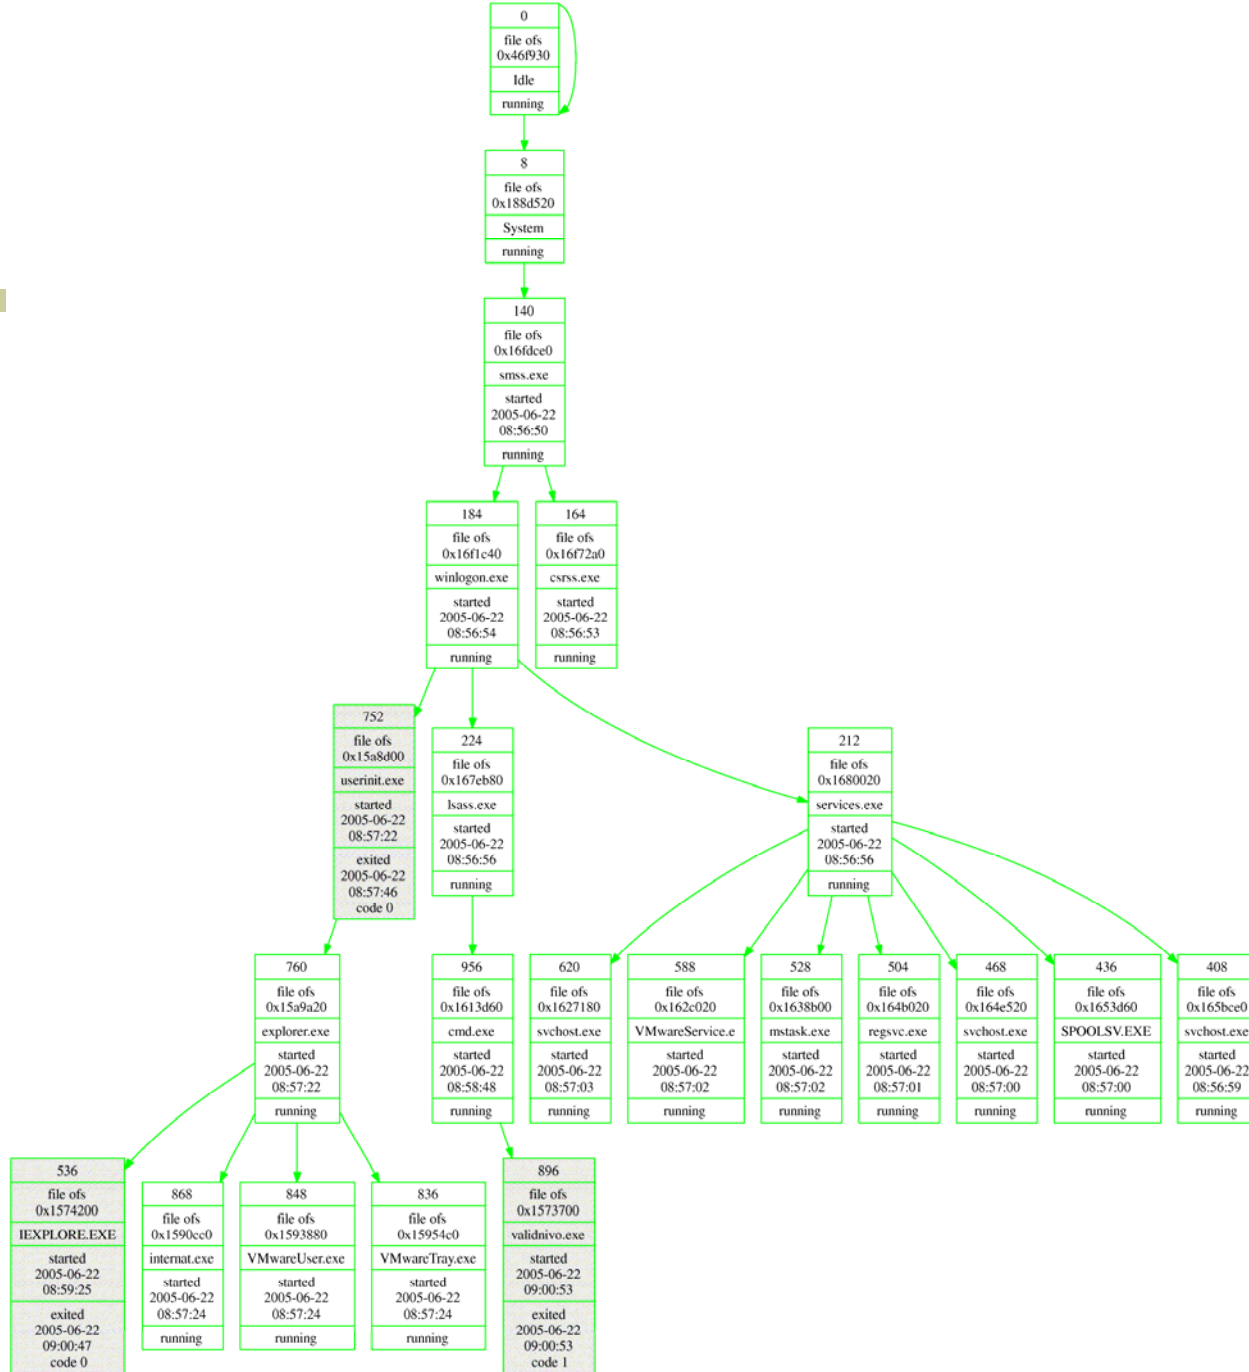 0
file ofs
0x46f930
Idle
running
8
file ofs
0x188d520
System
running
140
file ofs
0x16fdce0
smss.exe
started
2005-06-22
08:56:50
running
184
file ofs
0x16f1c40
winlogon.exe
started
2005-06-22
08:56:54
running
164
file ofs
0x16f72a0
csrss.exe
started
2005-06-22
08:56:53
running
752
file ofs
0x15a8d00
userinit.exe
started
2005-06-22
08:57:22
exited
2005-06-22
08:57:46
code 0
224
file ofs
0x167eb80
lsass.exe
started
2005-06-22
08:56:56
running
212
file ofs
0x1680020
services.exe
started
2005-06-22
08:56:56
running
760
file ofs
0x15a9a20
explorer.exe
started
2005-06-22
08:57:22
running
956
file ofs
0x1613d60
cmd.exe
started
2005-06-22
08:58:48
running
620
file ofs
0x1627180
svchost.exe
started
2005-06-22
08:57:03
running
588
file ofs
0x162c020
VMwareService.e
started
2005-06-22
08:57:02
running
528
file ofs
0x1638b00
mstask.exe
started
2005-06-22
08:57:02
running
504
file ofs
0x164b020
regsvc.exe
started
2005-06-22
08:57:01
running
468
file ofs
0x164e520
svchost.exe
started
2005-06-22
08:57:00
running
436
file ofs
0x1653d60
SPOOLSV.EXE
started
2005-06-22
08:57:00
running
408
file ofs
0x165bce0
svchost.exe
started
2005-06-22
08:56:59
running
536
file ofs
0x1574200
IEXPLORE.EXE
started
2005-06-22
08:59:25
exited
2005-06-22
09:00:47
code 0
868
file ofs
0x1590cc0
internat.exe
started
2005-06-22
08:57:24
running
848
file ofs
0x1593880
VMwareUser.exe
started
2005-06-22
08:57:24
running
836
file ofs
0x15954c0
VMwareTray.exe
started
2005-06-22
08:57:24
running
896
file ofs
0x1573700
validnivo.exe
started
2005-06-22
09:00:53
exited
2005-06-22
09:00:53
code 1